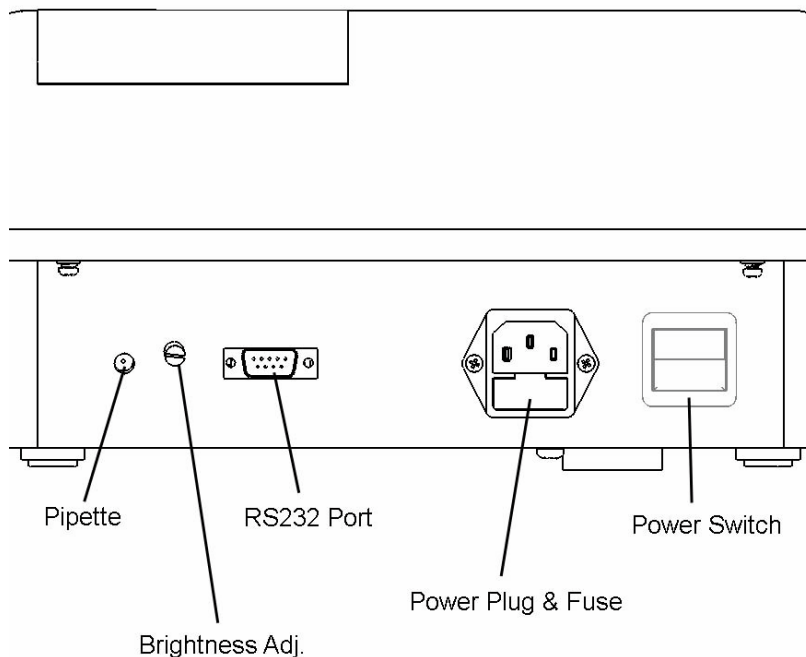 Pipette
RS232 Port
Power Switch
Power Plug & Fuse
Brightness Adj.